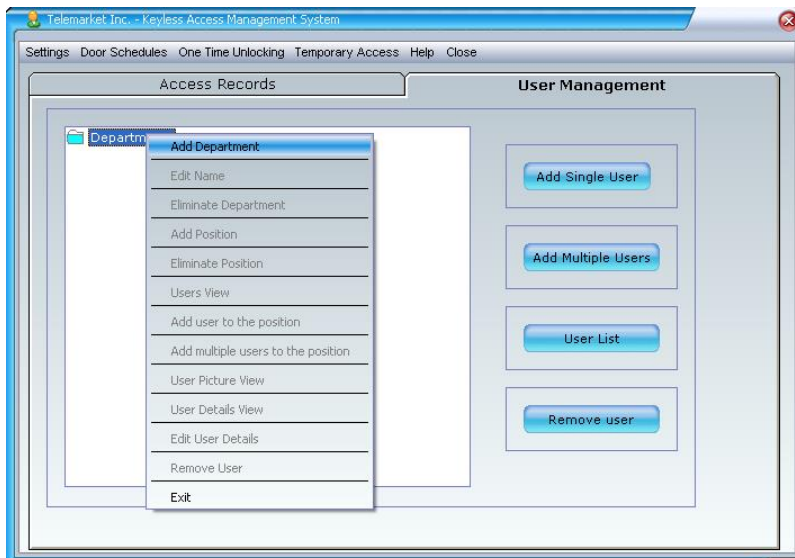 Telemarket Inc. - Keyless Access Management System
Settings Door Schedules One Time Unlocking Temporary Access Help Close
Access Records
User Management
Add Department
Edit Name
Eliminate Department
Add Position
Eliminate Position
Users View
Add user to the position
Add multiple users to the position
User Picture View
User Details View
Edit User Details
Remove User
Exit
Add Single User
Add Multiple Users
User List
Remove user